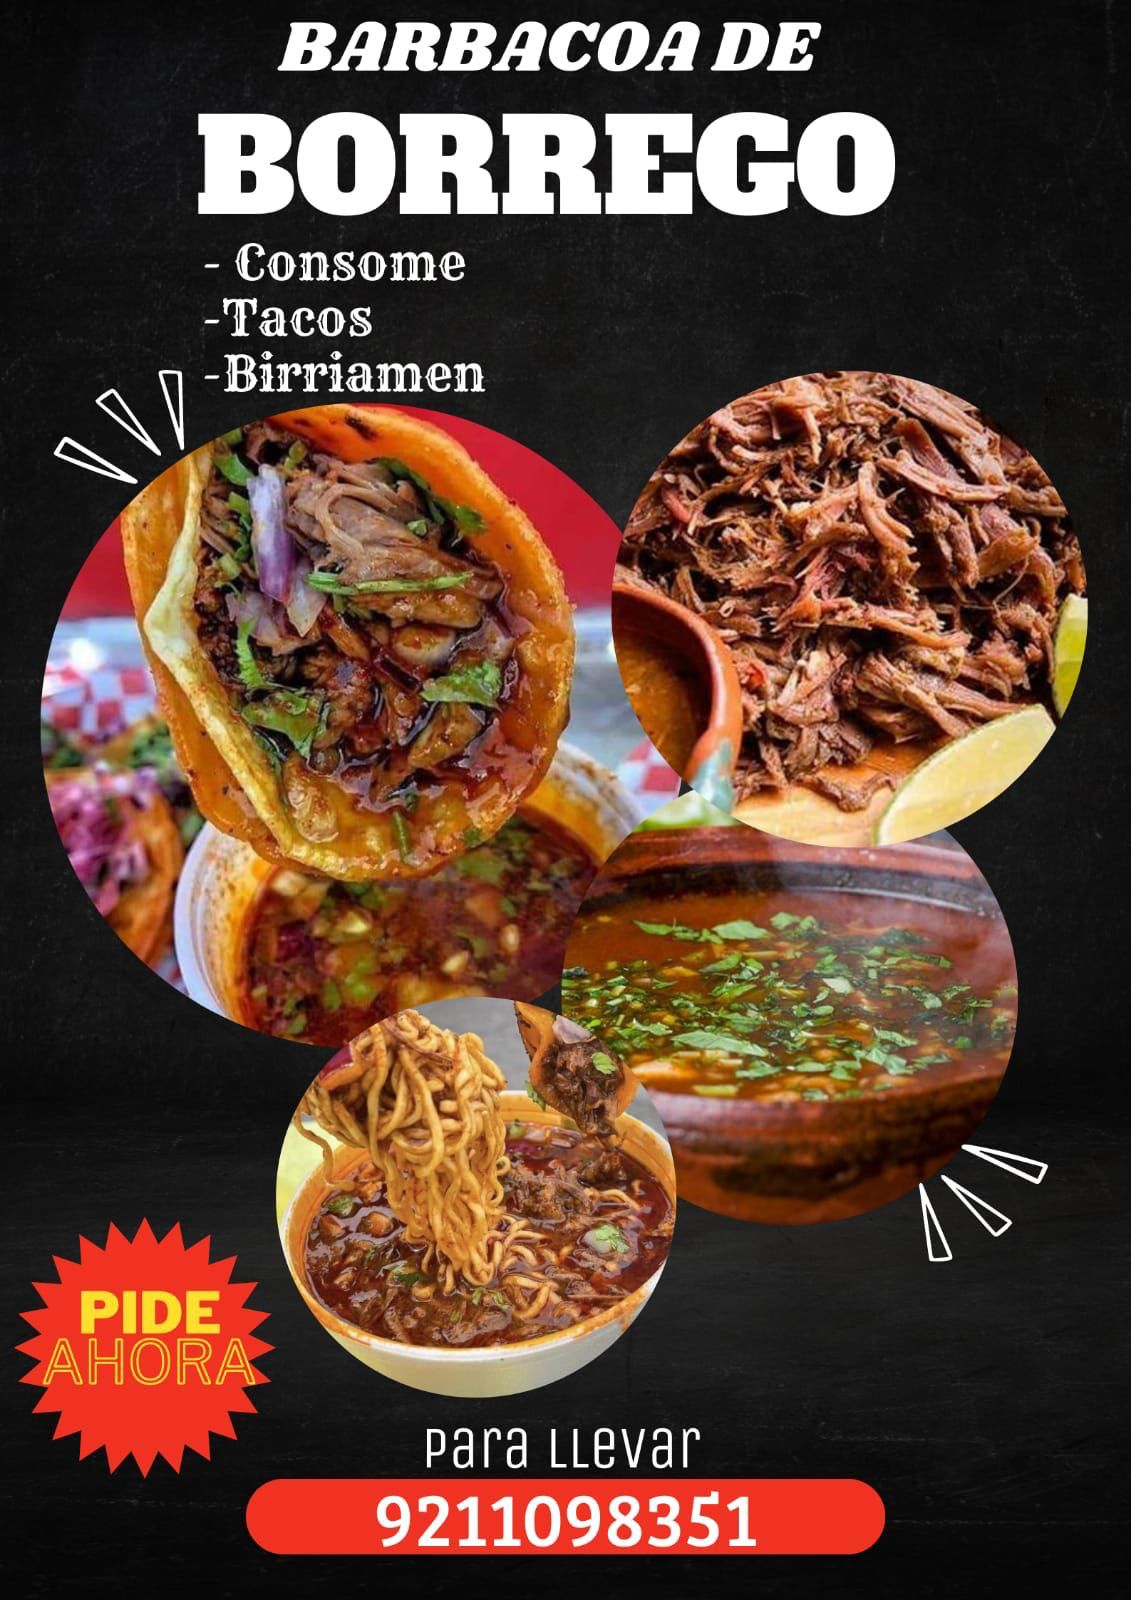 BARBACOA DE
BORREGO
- Consome
-Tacos
-Birriamen
PIDE
AHORA
Para LLevar
9211098351